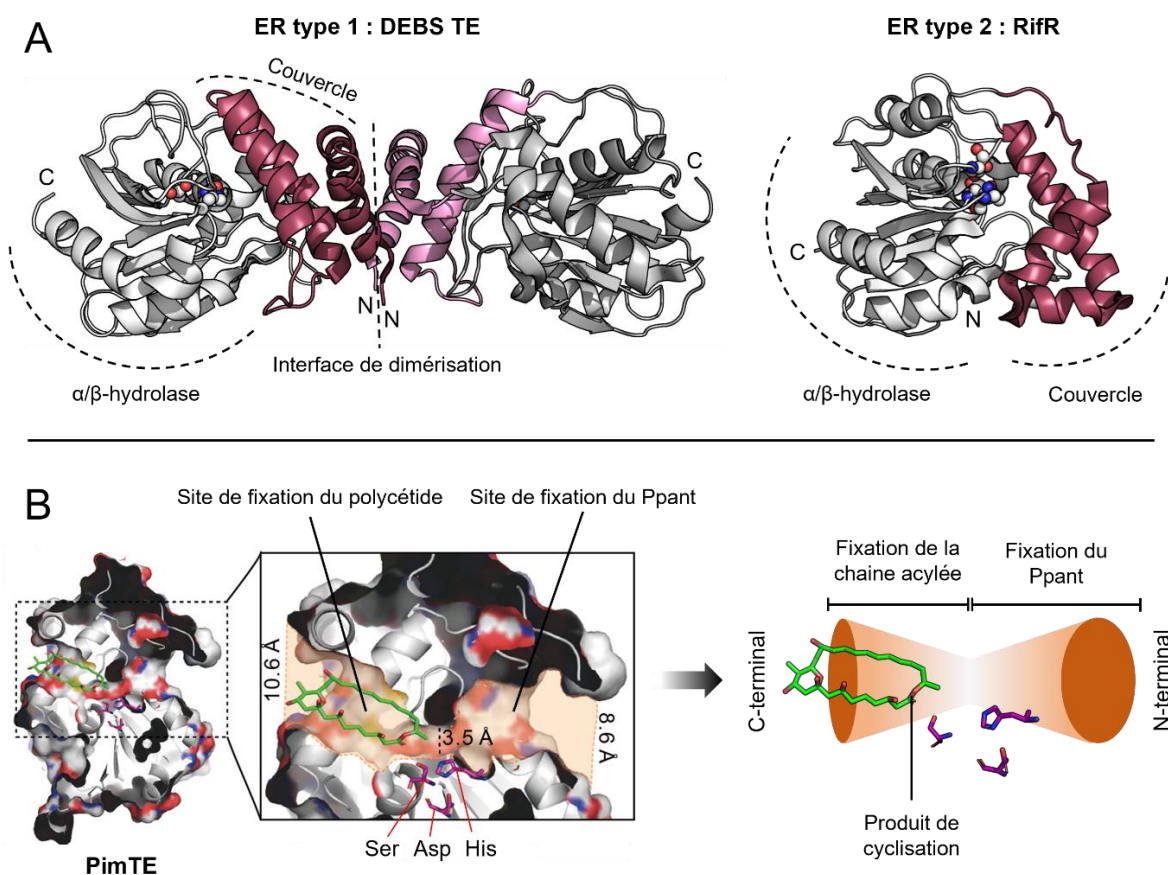 A
ER type 1 : DEBS TE
ER type 2 : RifR
Couvercle
C
C
N
N
α/β-hydrolase
Interface de dimérisation
C
N
α/β-hydrolase
Couvercle
B
Site de fixation du polycétide
Site de fixation du Ppant
10.6 Å
3.5 Å
8.6 Å
Ser
Asp
His
PimTE
Fixation de la
chaine acylée
Fixation du
Ppant
C-terminal
N-terminal
Produit de
cyclisation